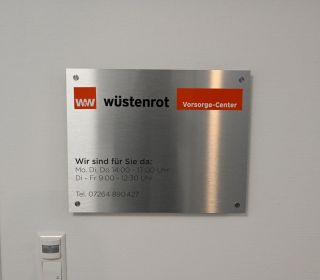 W&W wüstenrot Vorsorge-Center
Wir sind für Sie da:
Mo, Di, Do 14:00 - 17:00 Uhr
Di - Fr 9:00 - 12:30 Uhr
Tel. 07264 890427